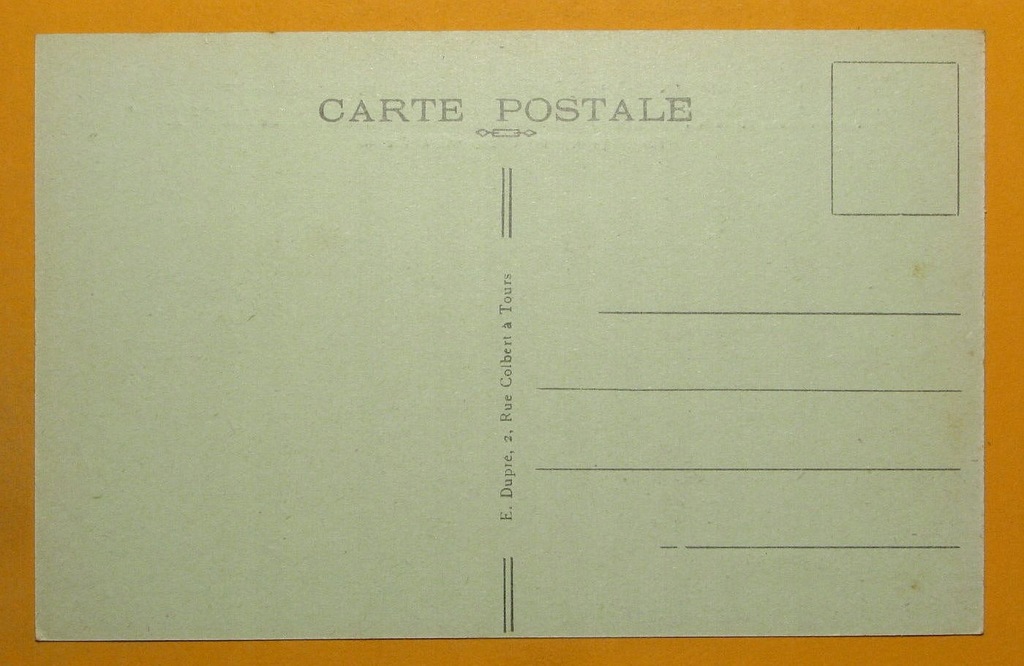 CARTE POSTALE
E. Dupré, 2, Rue Colbert à Tours